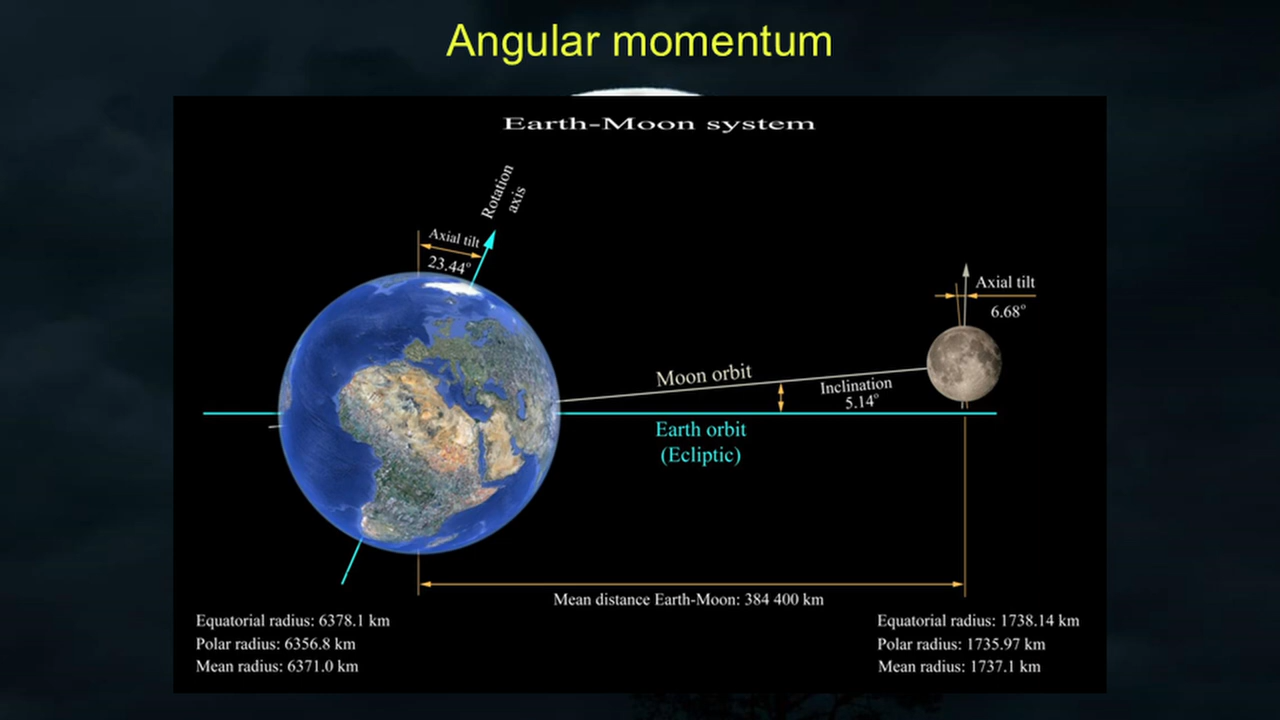 Angular momentum
Earth-Moon system
Rotation
axis
Axial tilt
23.44°
Axial tilt
6.68°
Moon orbit
Inclination
5.14°
Earth orbit
(Ecliptic)
Mean distance Earth-Moon: 384 400 km
Equatorial radius: 6378.1 km
Polar radius: 6356.8 km
Mean radius: 6371.0 km
Equatorial radius: 1738.14 km
Polar radius: 1735.97 km
Mean radius: 1737.1 km